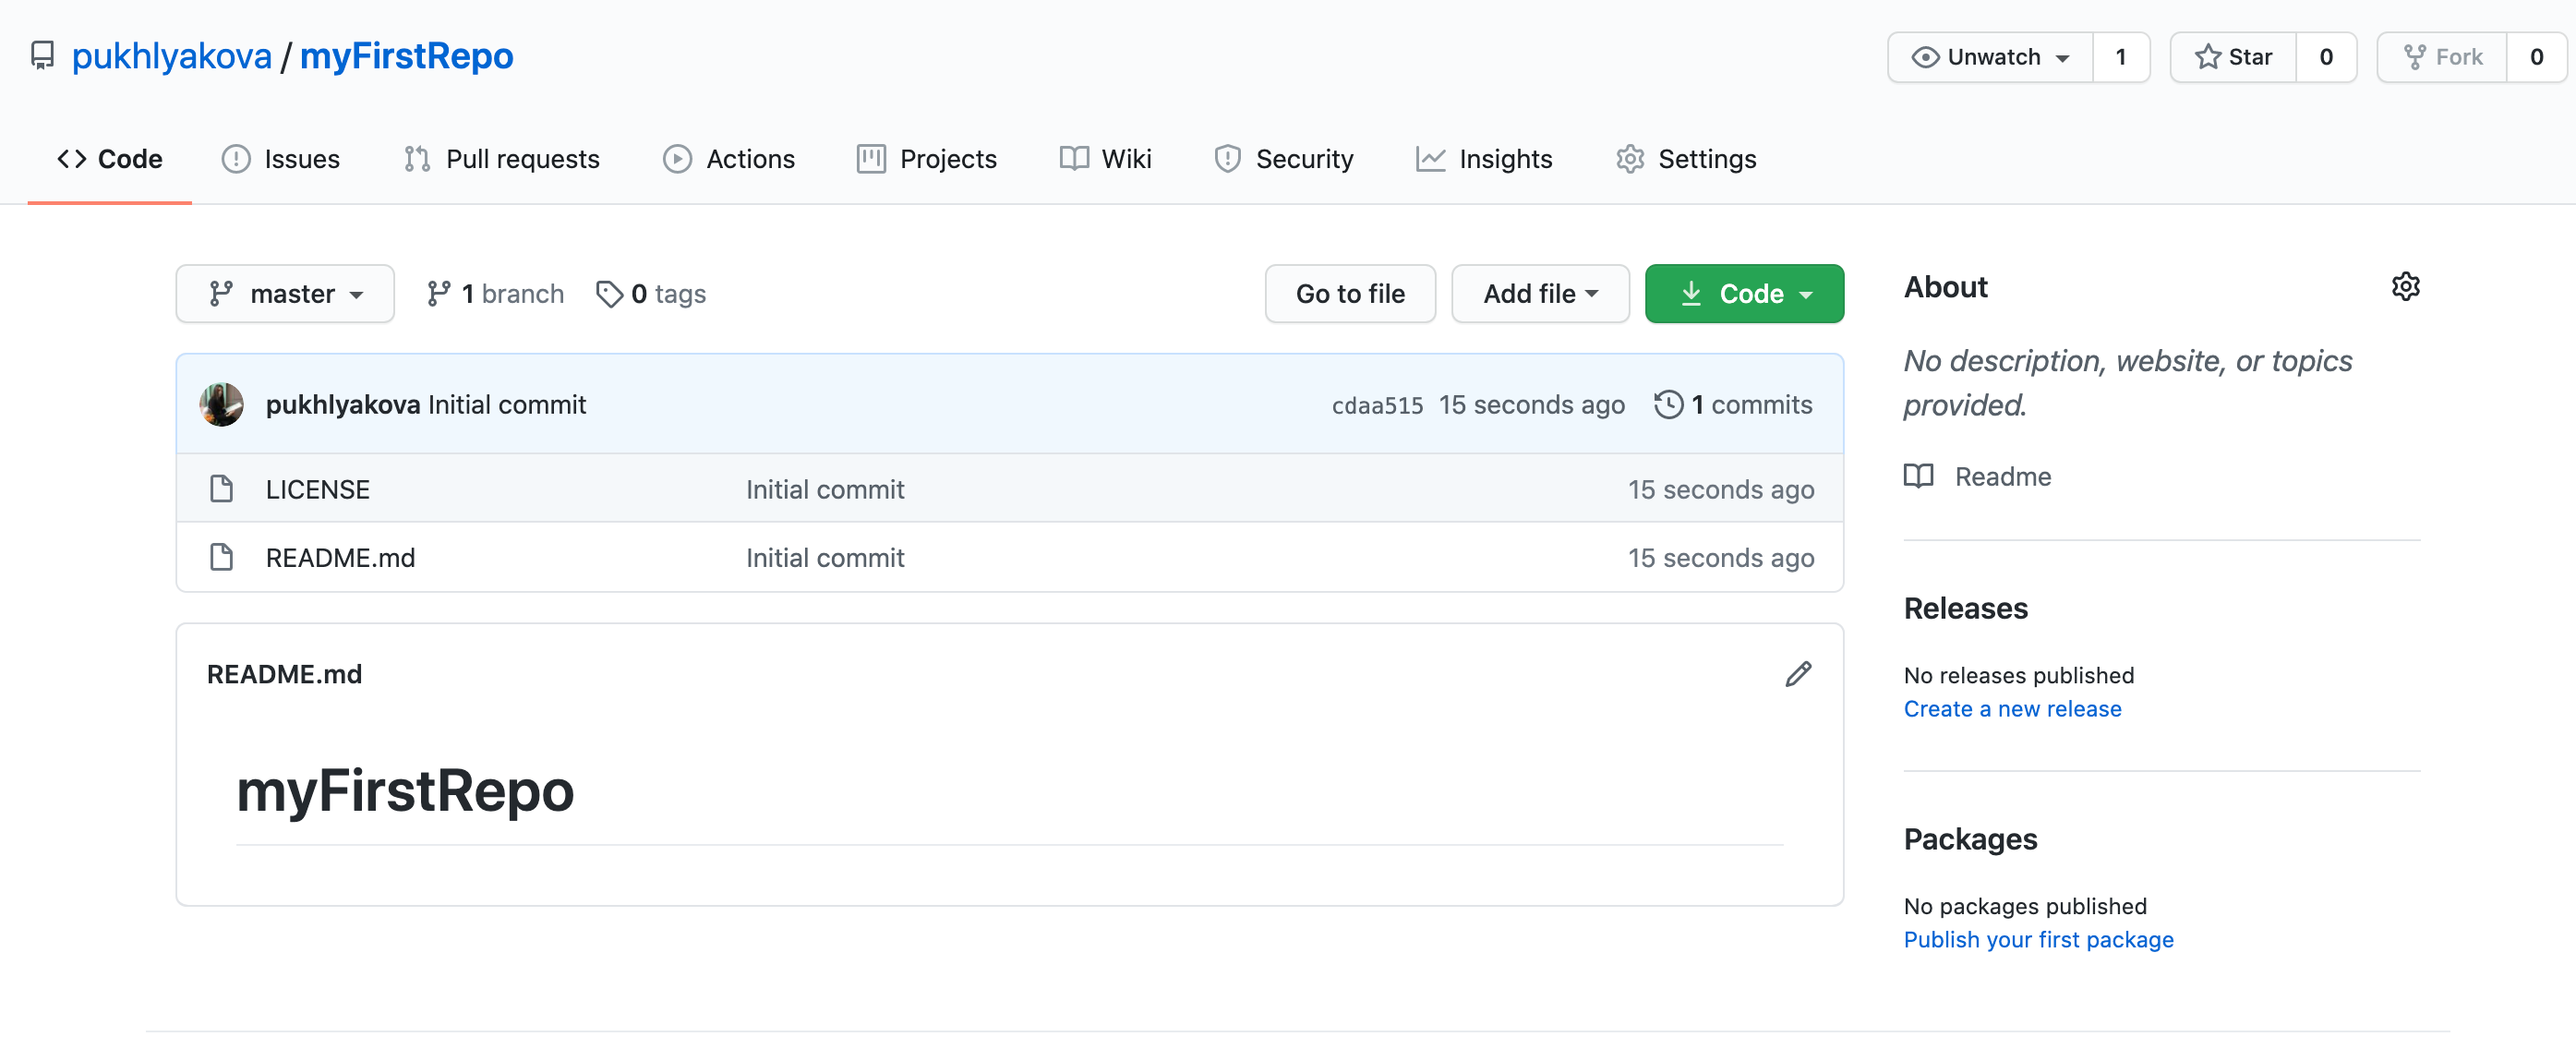 pukhlyakova / myFirstRepo
Unwatch 1 Star 0 Fork 0
Code Issues Pull requests Actions Projects Wiki Security Insights Settings
master 1 branch 0 tags Go to file Add file Code
pukhlyakova Initial commit cdaa515 15 seconds ago 1 commits
LICENSE Initial commit 15 seconds ago
README.md Initial commit 15 seconds ago
README.md
myFirstRepo
About
No description, website, or topics
provided.
Readme
Releases
No releases published
Create a new release
Packages
No packages published
Publish your first package